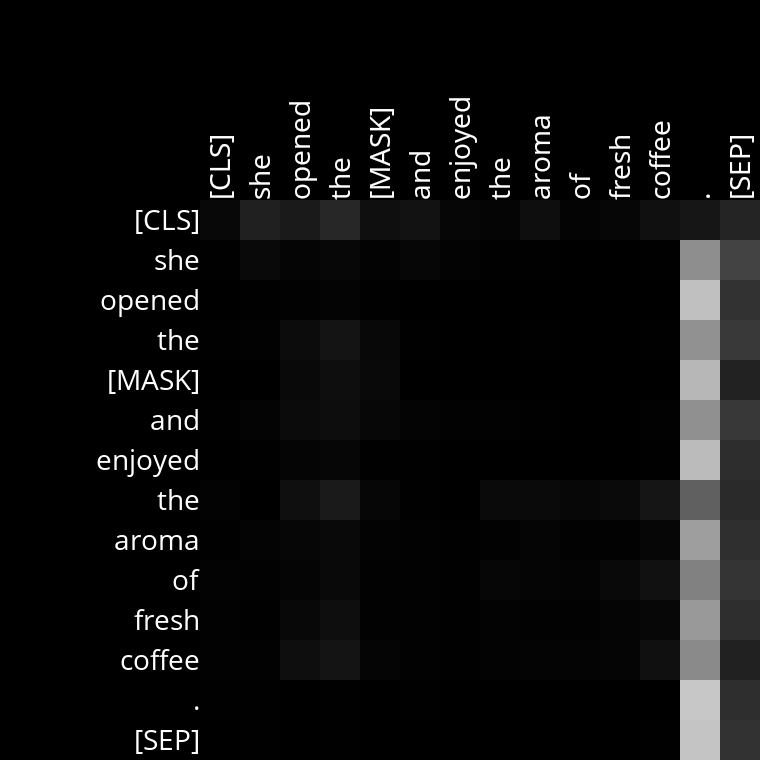 [CLS] she opened the [MASK] and enjoyed the aroma of fresh coffee . [SEP]
[CLS]
she
opened
the
[MASK]
and
enjoyed
the
aroma
of
fresh
coffee
.
[SEP]